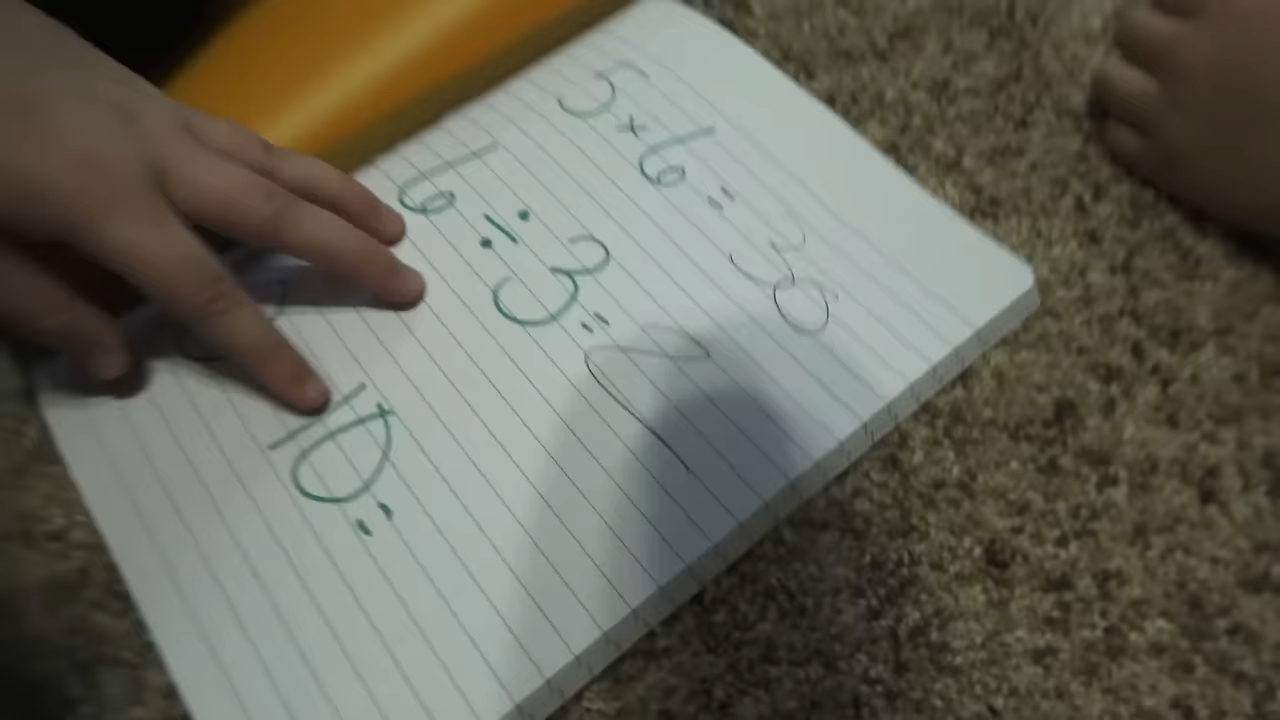 5 x 6 = 30
6 ÷ 3 = 2
10 =